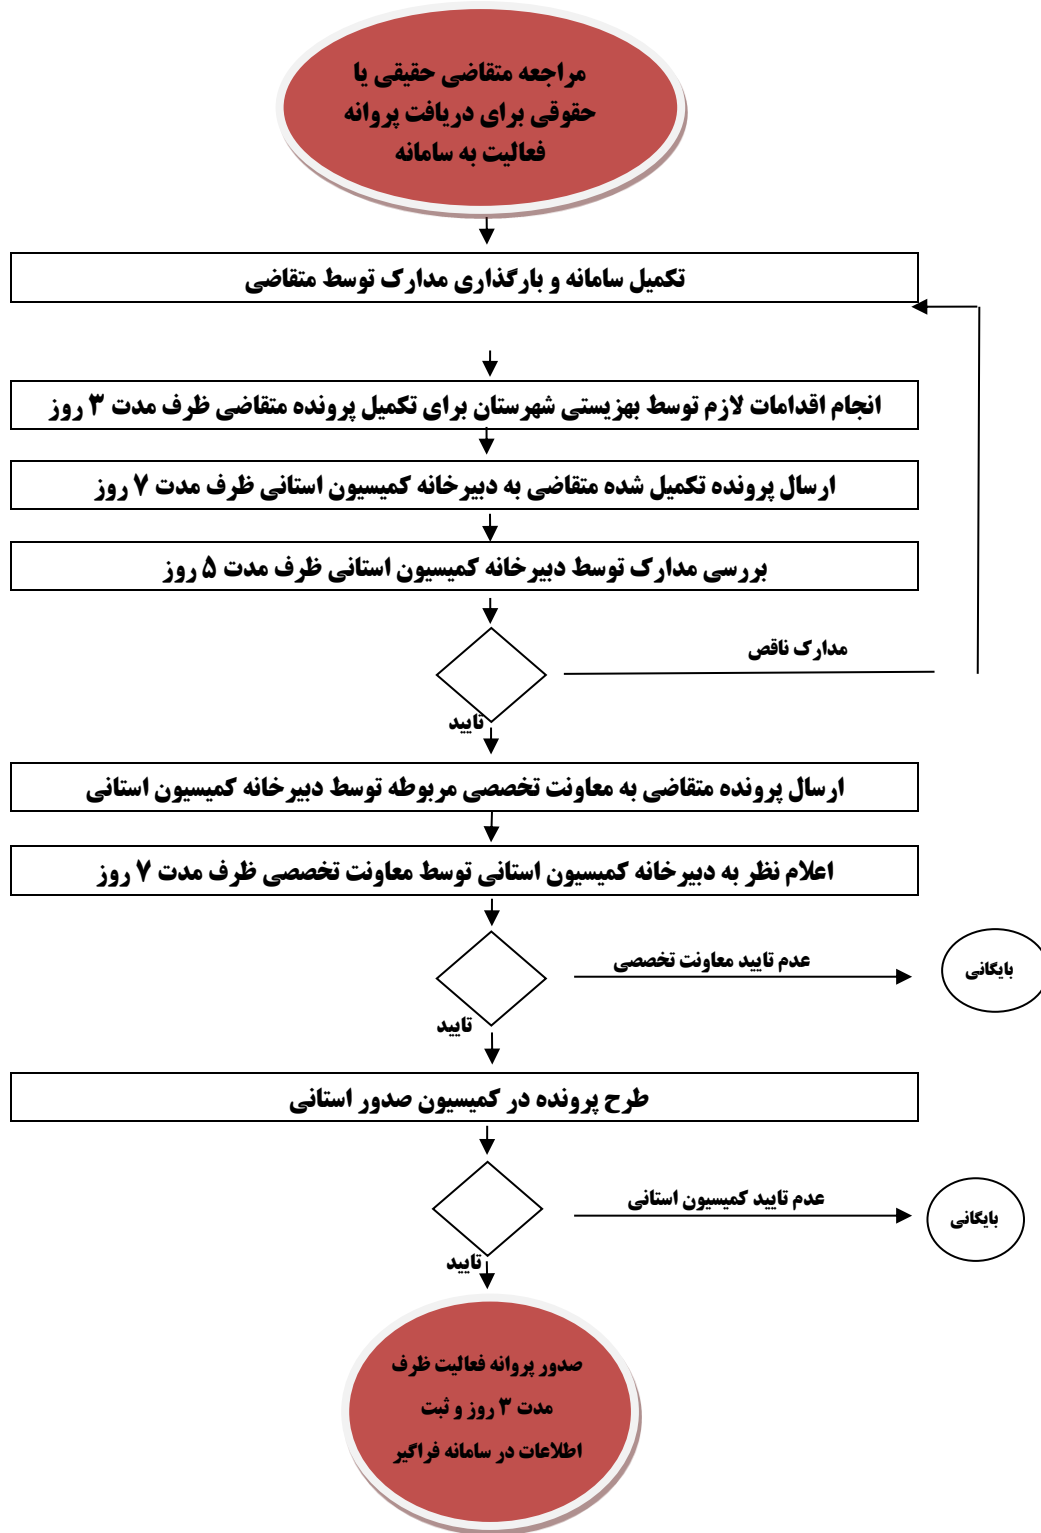 مراجعه متقاضی حقیقی یا
حقوقی برای دریافت پروانه
فعالیت به سامانه
تکمیل سامانه و بارگذاری مدارک توسط متقاضی
انجام اقدامات لازم توسط بهزیستی شهرستان برای تکمیل پرونده متقاضی ظرف مدت ۳ روز
ارسال پرونده تکمیل شده متقاضی به دبیرخانه کمیسیون استانی ظرف مدت ۷ روز
بررسی مدارک توسط دبیرخانه کمیسیون استانی ظرف مدت ۵ روز
مدارک ناقص
تایید
ارسال پرونده متقاضی به معاونت تخصصی مربوطه توسط دبیرخانه کمیسیون استانی
اعلام نظر به دبیرخانه کمیسیون استانی توسط معاونت تخصصی ظرف مدت ۷ روز
عدم تایید معاونت تخصصی
بایگانی
تایید
طرح پرونده در کمیسیون صدور استانی
عدم تایید کمیسیون استانی
بایگانی
تایید
صدور پروانه فعالیت ظرف
مدت ۳ روز و ثبت
اطلاعات در سامانه فراگیر